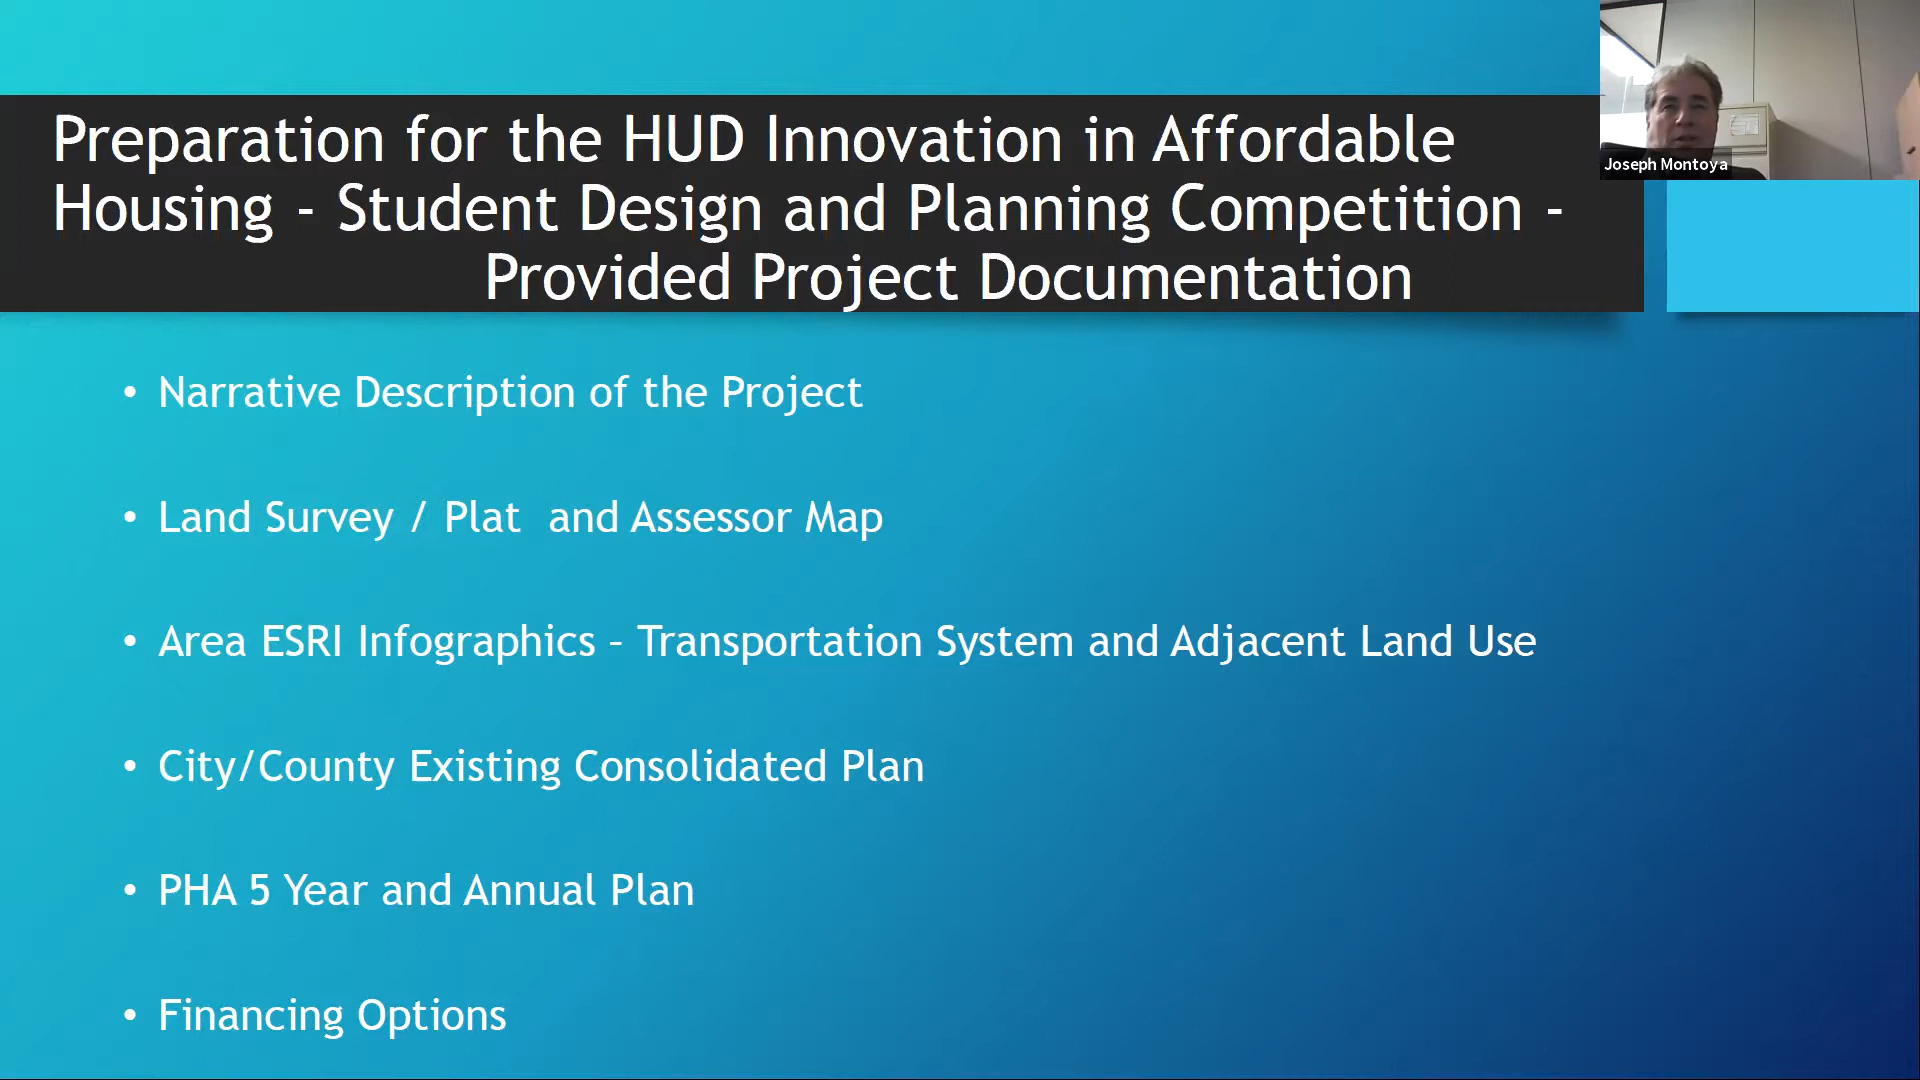 Preparation for the HUD Innovation in Affordable
Housing - Student Design and Planning Competition -
Provided Project Documentation
Joseph Montoya
• Narrative Description of the Project
• Land Survey / Plat  and Assessor Map
• Area ESRI Infographics – Transportation System and Adjacent Land Use
• City/County Existing Consolidated Plan
• PHA 5 Year and Annual Plan
• Financing Options